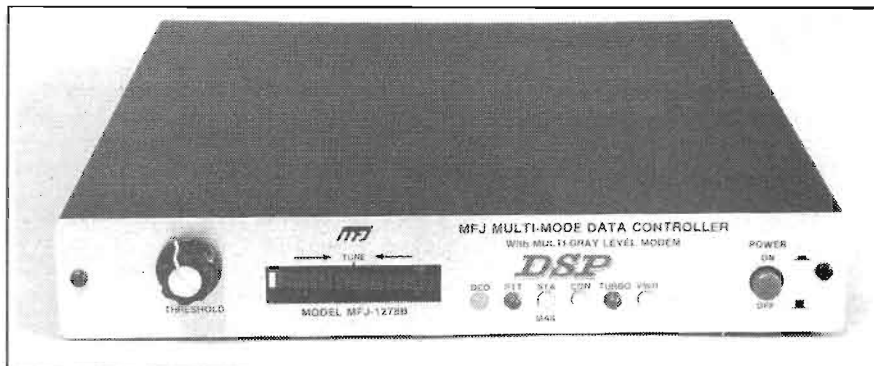 MFJ
MFJ MULTI-MODE DATA CONTROLLER
With MULTI-GRAY LEVEL MODEM
DSP
TUNE
THRESHOLD
MODEL MFJ-1278B
DCD PTT STA CON TURBO PWR
MAIL
POWER
ON
OFF